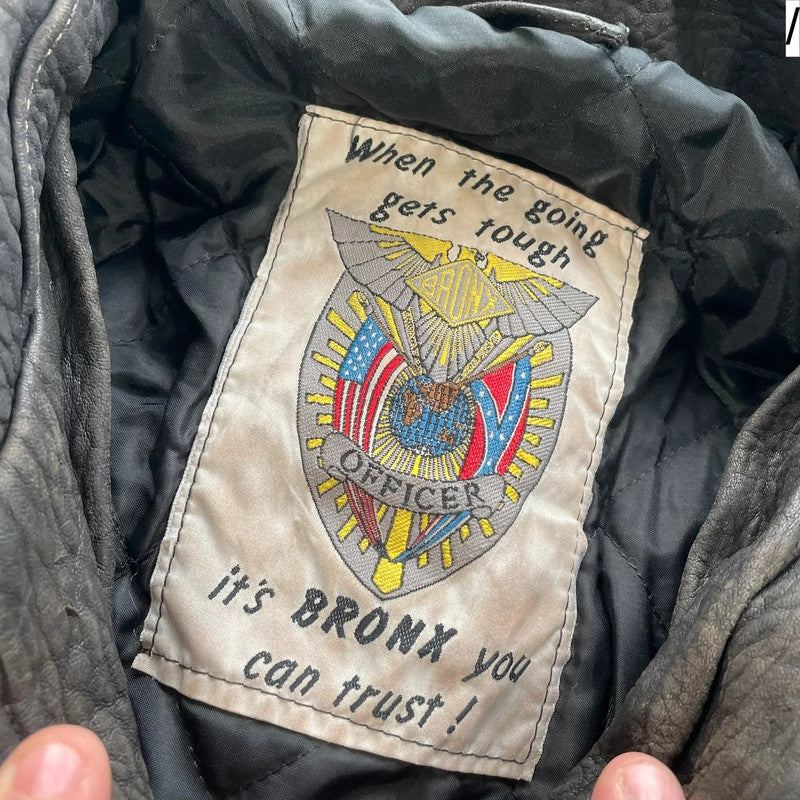 When the going
gets tough
BRONX
OFFICER
it's BRONX you
can trust!